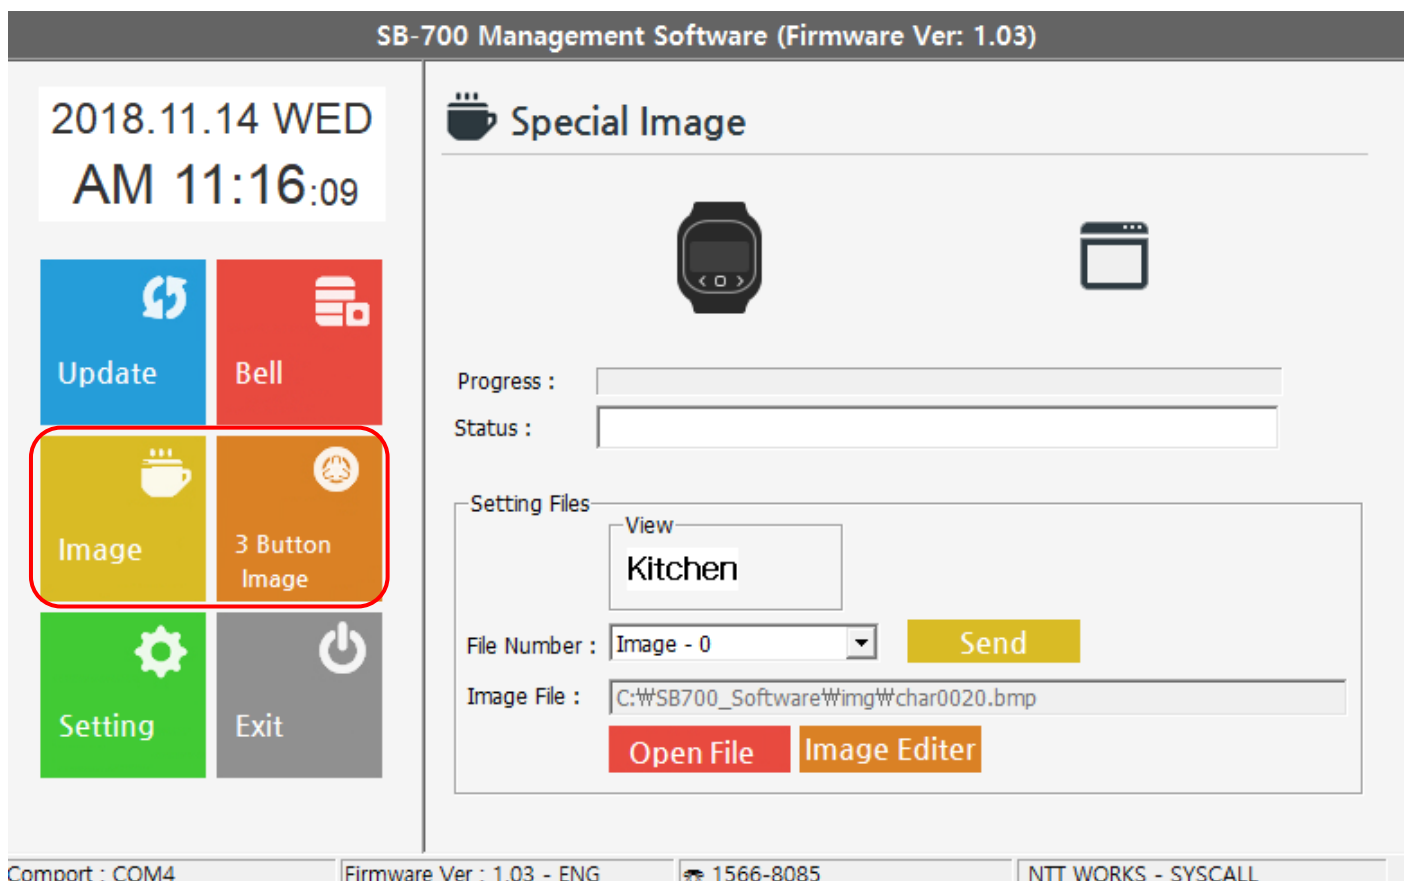 SB-700 Management Software (Firmware Ver: 1.03)
2018.11.14 WED
AM 11:16:09
Update
Bell
Image
3 Button
Image
Setting
Exit
Special Image
Progress :
Status :
Setting Files
View
Kitchen
File Number : Image - 0
Send
Image File : C:₩SB700_Software₩img₩char0020.bmp
Open File
Image Editer
Comport : COM4
Firmware Ver : 1.03 - ENG
☎ 1566-8085
NTT WORKS - SYSCALL